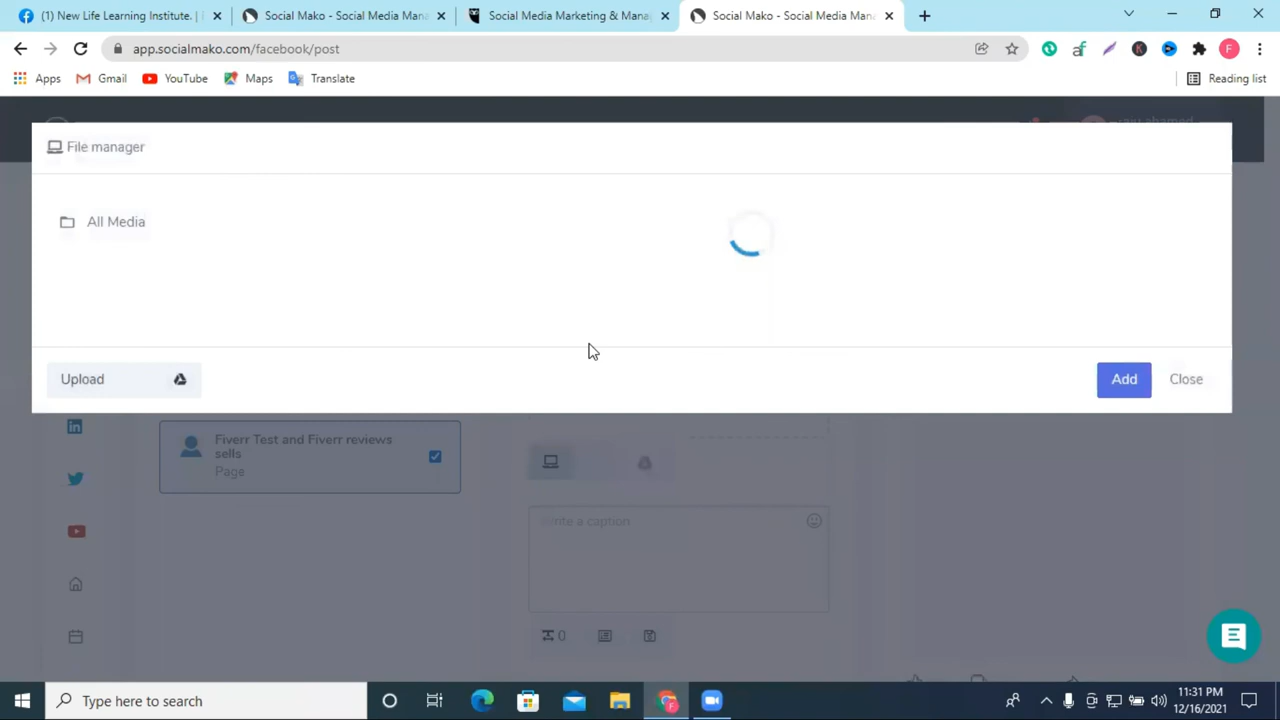 (1) New Life Learning Institute. |
Social Mako - Social Media Mana
Social Media Marketing & Mana
Social Mako - Social Media Mana
app.socialmako.com/facebook/post
Apps
Gmail
YouTube
Maps
Translate
Reading list
File manager
All Media
Upload
Add
Close
Fiverr Test and Fiverr reviews
sells
Page
Write a caption
0
Type here to search
11:31 PM
12/16/2021